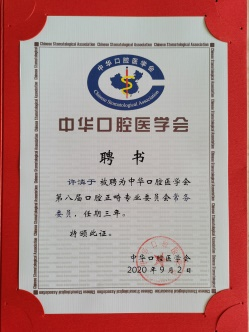 Chinese Stomatological Association
中华口腔医学会
Chinese Stomatological Association
中华口腔医学会
聘书
被聘为中华口腔医学会
第八届口腔正畸专业委员会常务
委员，任期三年。
特颁此证。
中华口腔医学会
2020年9月2日